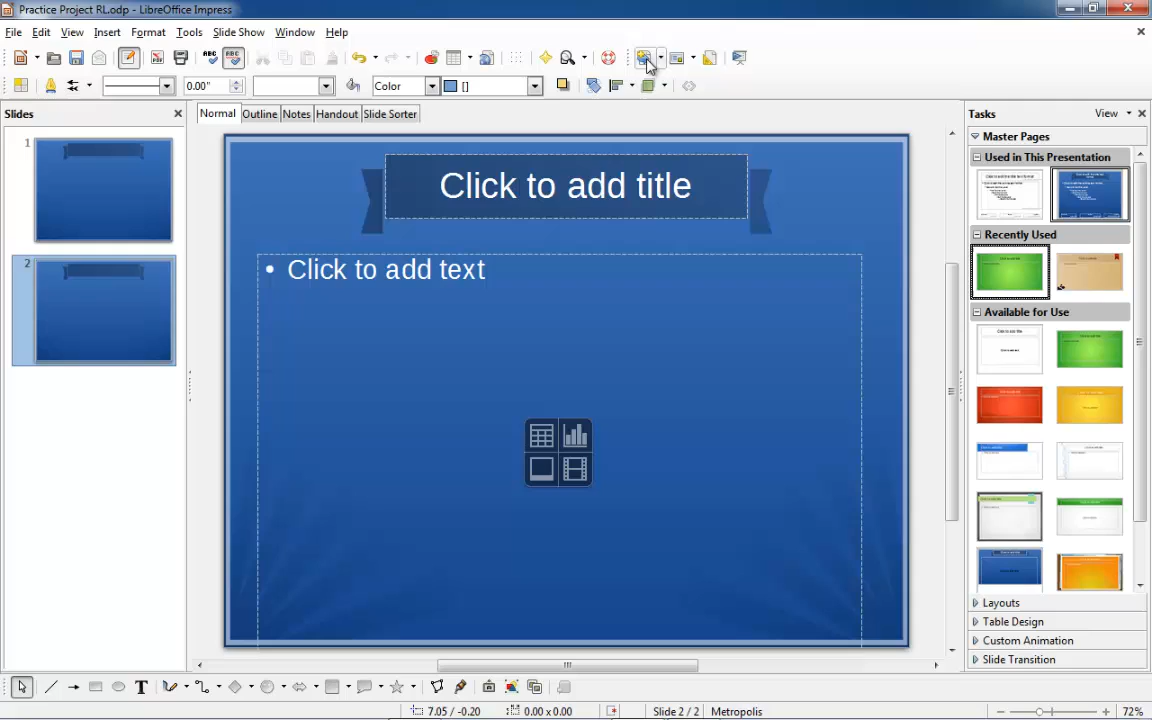 Practice Project RL.odp - LibreOffice Impress
File Edit View Insert Format Tools Slide Show Window Help
ABC ABC
0.00" Color []
Slides
Normal Outline Notes Handout Slide Sorter
Tasks View
1
2
Click to add title
• Click to add text
Master Pages
Used in This Presentation
Recently Used
Available for Use
Layouts
Table Design
Custom Animation
Slide Transition
T
7.05 / -0.20 0.00 x 0.00 Slide 2 / 2 Metropolis 72%